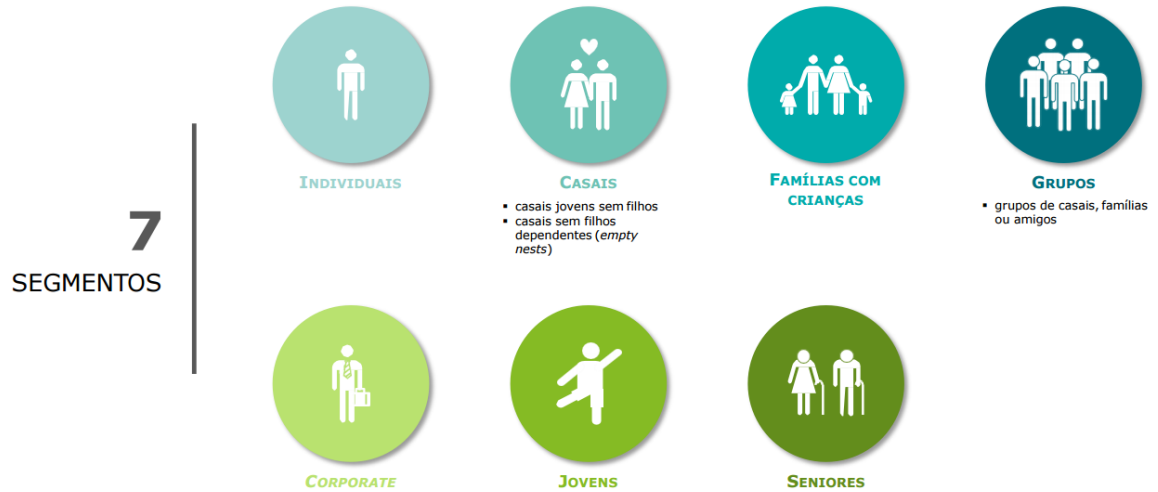 7
SEGMENTOS
INDIVIDUAIS
CASAIS
▪ casais jovens sem filhos
▪ casais sem filhos
dependentes (empty
nests)
FAMÍLIAS COM
CRIANÇAS
GRUPOS
▪ grupos de casais, famílias
ou amigos
CORPORATE
JOVENS
SENIORES